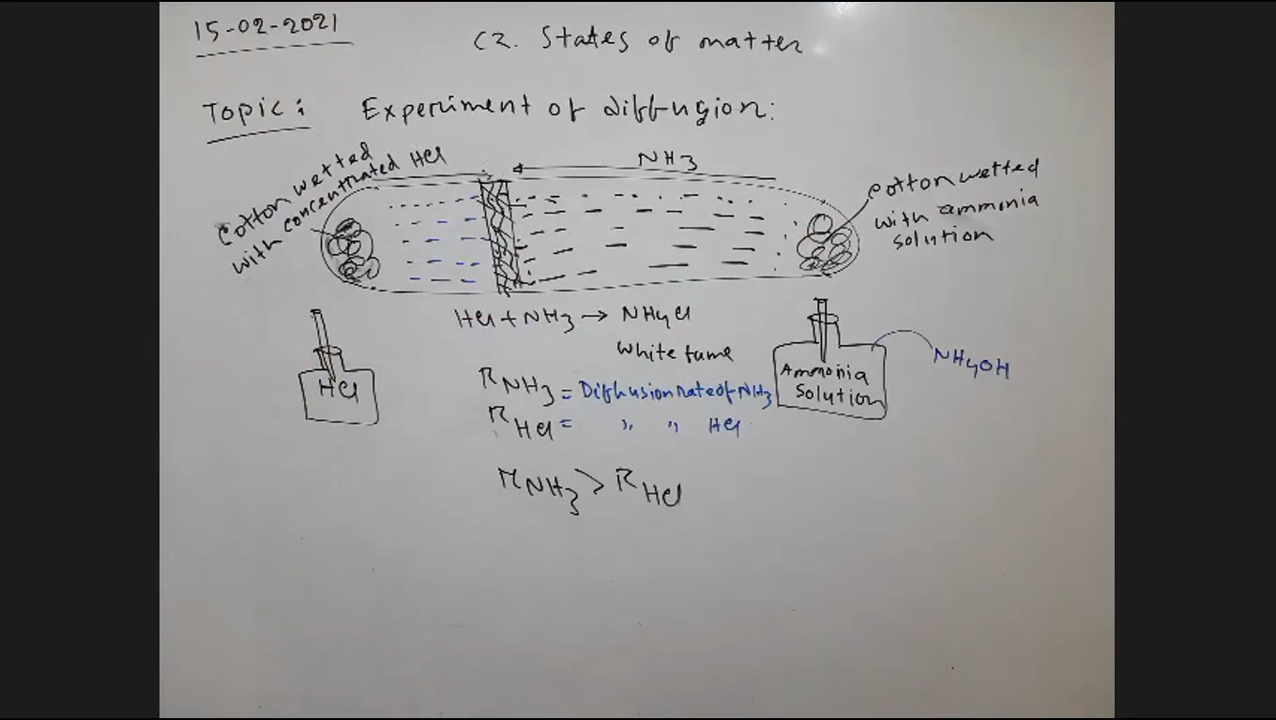 15-02-2021
C2. States of matter
Topic: Experiment of diffusion:
Cotton wetted with concentrated HCl
NH3
Cotton wetted
with ammonia
solution
HCl + NH3 → NH4Cl
White fume
HCl
Ammonia
Solution
NH4OH
RNH3 = Diffusion rate of NH3
RHCl = " " HCl
RNH3 > RHCl